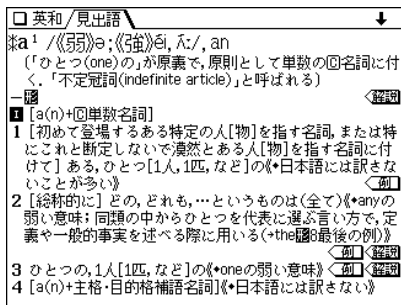 口英和/見出語\ ↓
⁑a¹ /《弱》ə;《強》éi, ʌ́ː/, an
(「ひとつ(one)の」が原義で,原則として単数の🄲名詞に付
く.「不定冠詞(indefinite article)」と呼ばれる)
―形 〈解説
1 [a(n)+🄲単数名詞]
1 [初めて登場するある特定の人[物]を指す名詞,または特
にこれと断定しないで漠然とある人[物]を指す名詞に付
けて] ある,ひとつ[1人,1匹,など]の《♦日本語には訳さな
いことが多い》 〈例
2 [総称的に] どの,どれも,…というものは(全て)《♦anyの
弱い意味;同類の中からひとつを代表に選ぶ言い方で,定
義や一般的事実を述べる際に用いる(→the形8最後の例)》
〈例〈解説
3 ひとつの,1人[1匹,など]の《♦oneの弱い意味》〈例〈解説
4 [a(n)+主格・目的格補語名詞]《♦日本語には訳さない》